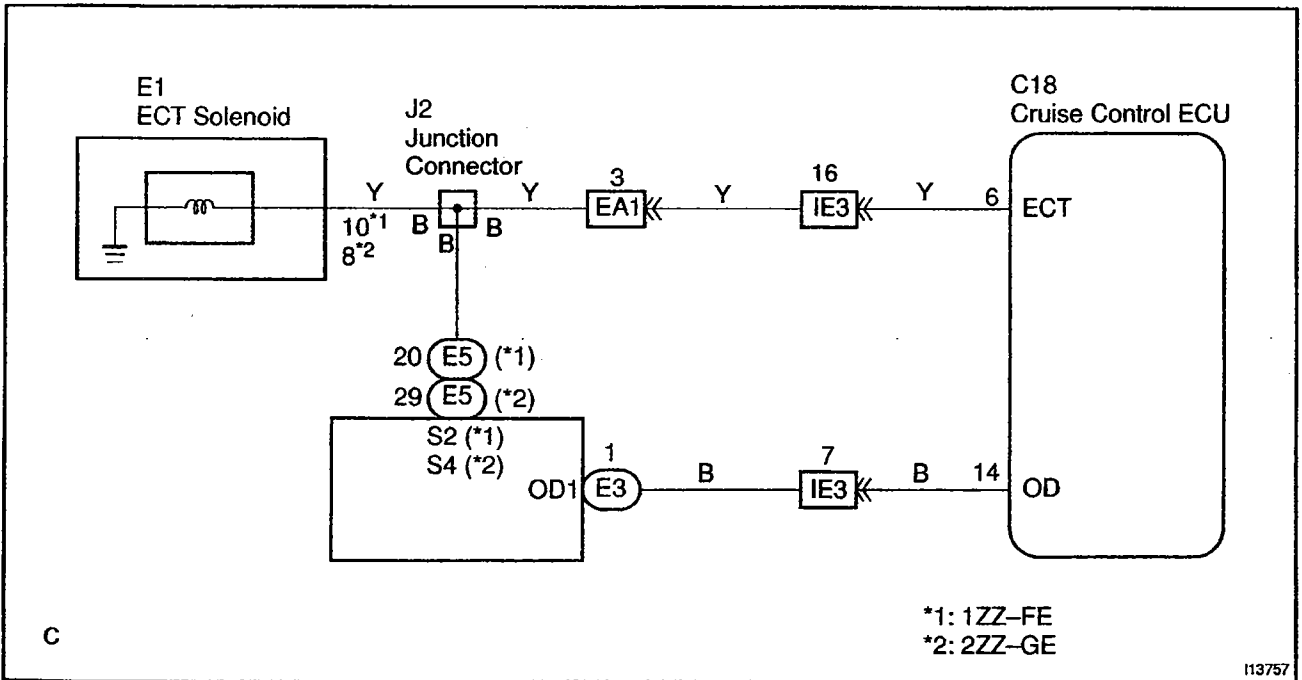 E1
ECT Solenoid
J2
Junction
Connector
C18
Cruise Control ECU
Y
10*1
8*2
B
B
B
Y
3
EA1
Y
16
IE3
Y
6
ECT
20
E5
(*1)
29
E5
(*2)
S2 (*1)
S4 (*2)
OD1
1
E3
B
7
IE3
B
14
OD
*1: 1ZZ–FE
*2: 2ZZ–GE
C
I13757